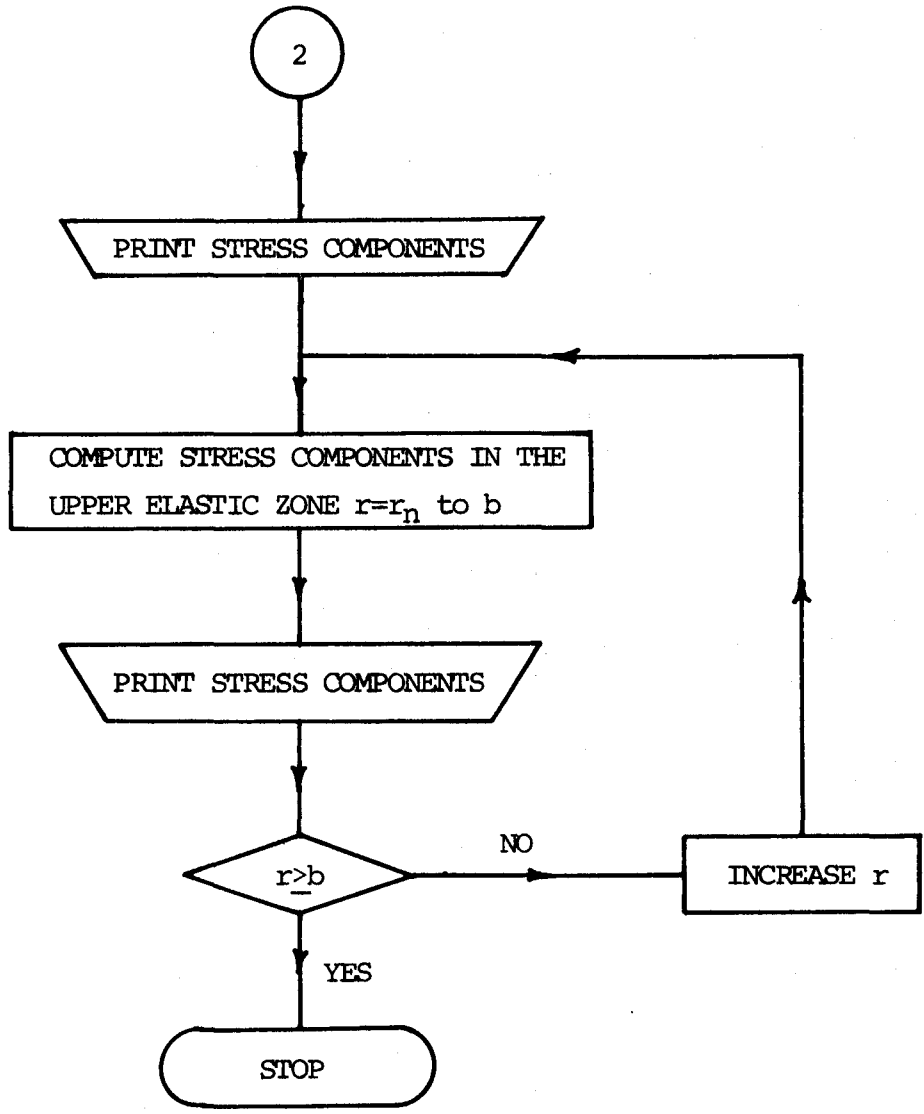 2
PRINT STRESS COMPONENTS
COMPUTE STRESS COMPONENTS IN THE
UPPER ELASTIC ZONE r=rn to b
PRINT STRESS COMPONENTS
NO
r≥b
INCREASE r
YES
STOP